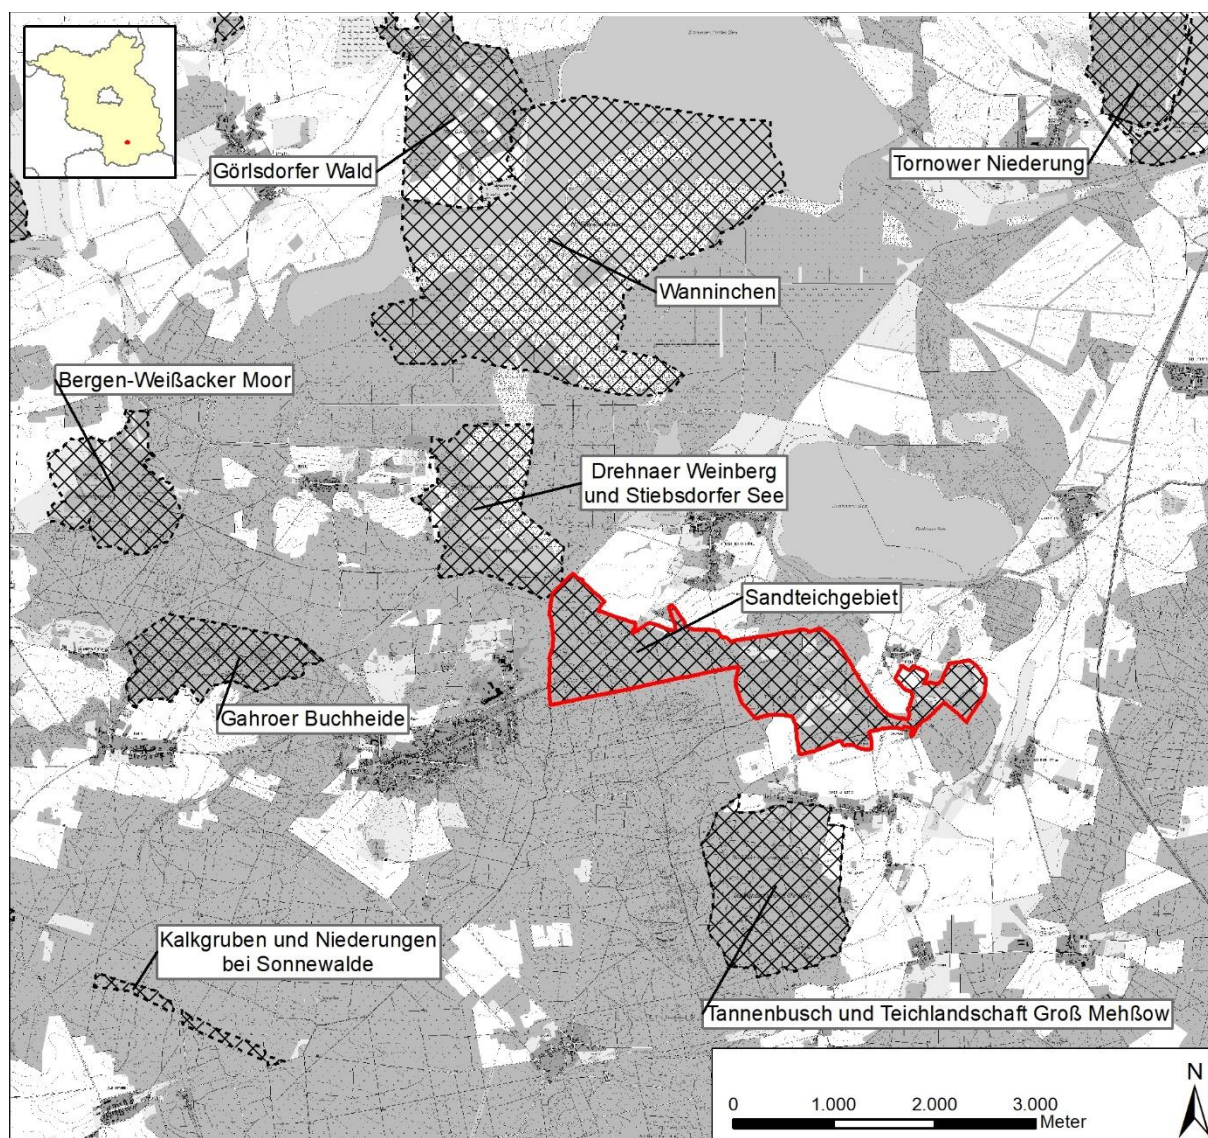 Görlsdorfer Wald
Tornower Niederung
Wanninchen
Bergen-Weißacker Moor
Drehnaer Weinberg
und Stiebsdorfer See
Sandteichgebiet
Gahroer Buchheide
Kalkgruben und Niederungen
bei Sonnewalde
Tannenbusch und Teichlandschaft Groß Mehßow
N
0 1.000 2.000 3.000
Meter